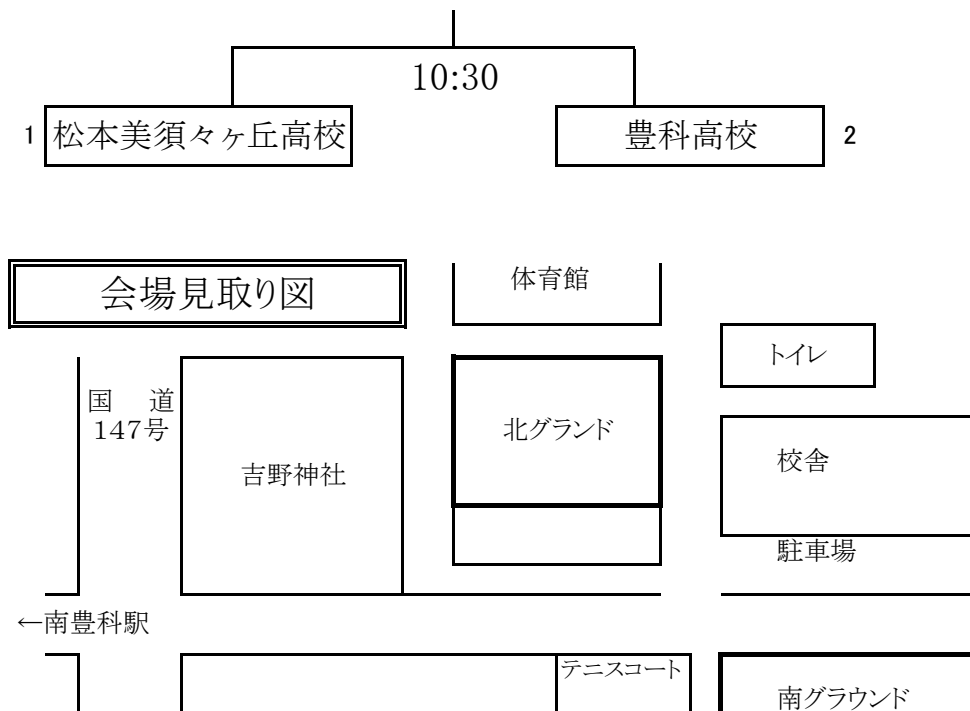 10:30
1 松本美須々ヶ丘高校 豊科高校 2
会場見取り図
体育館
トイレ
国 道
147号
北グランド
吉野神社
校舎
駐車場
←南豊科駅
テニスコート
南グラウンド